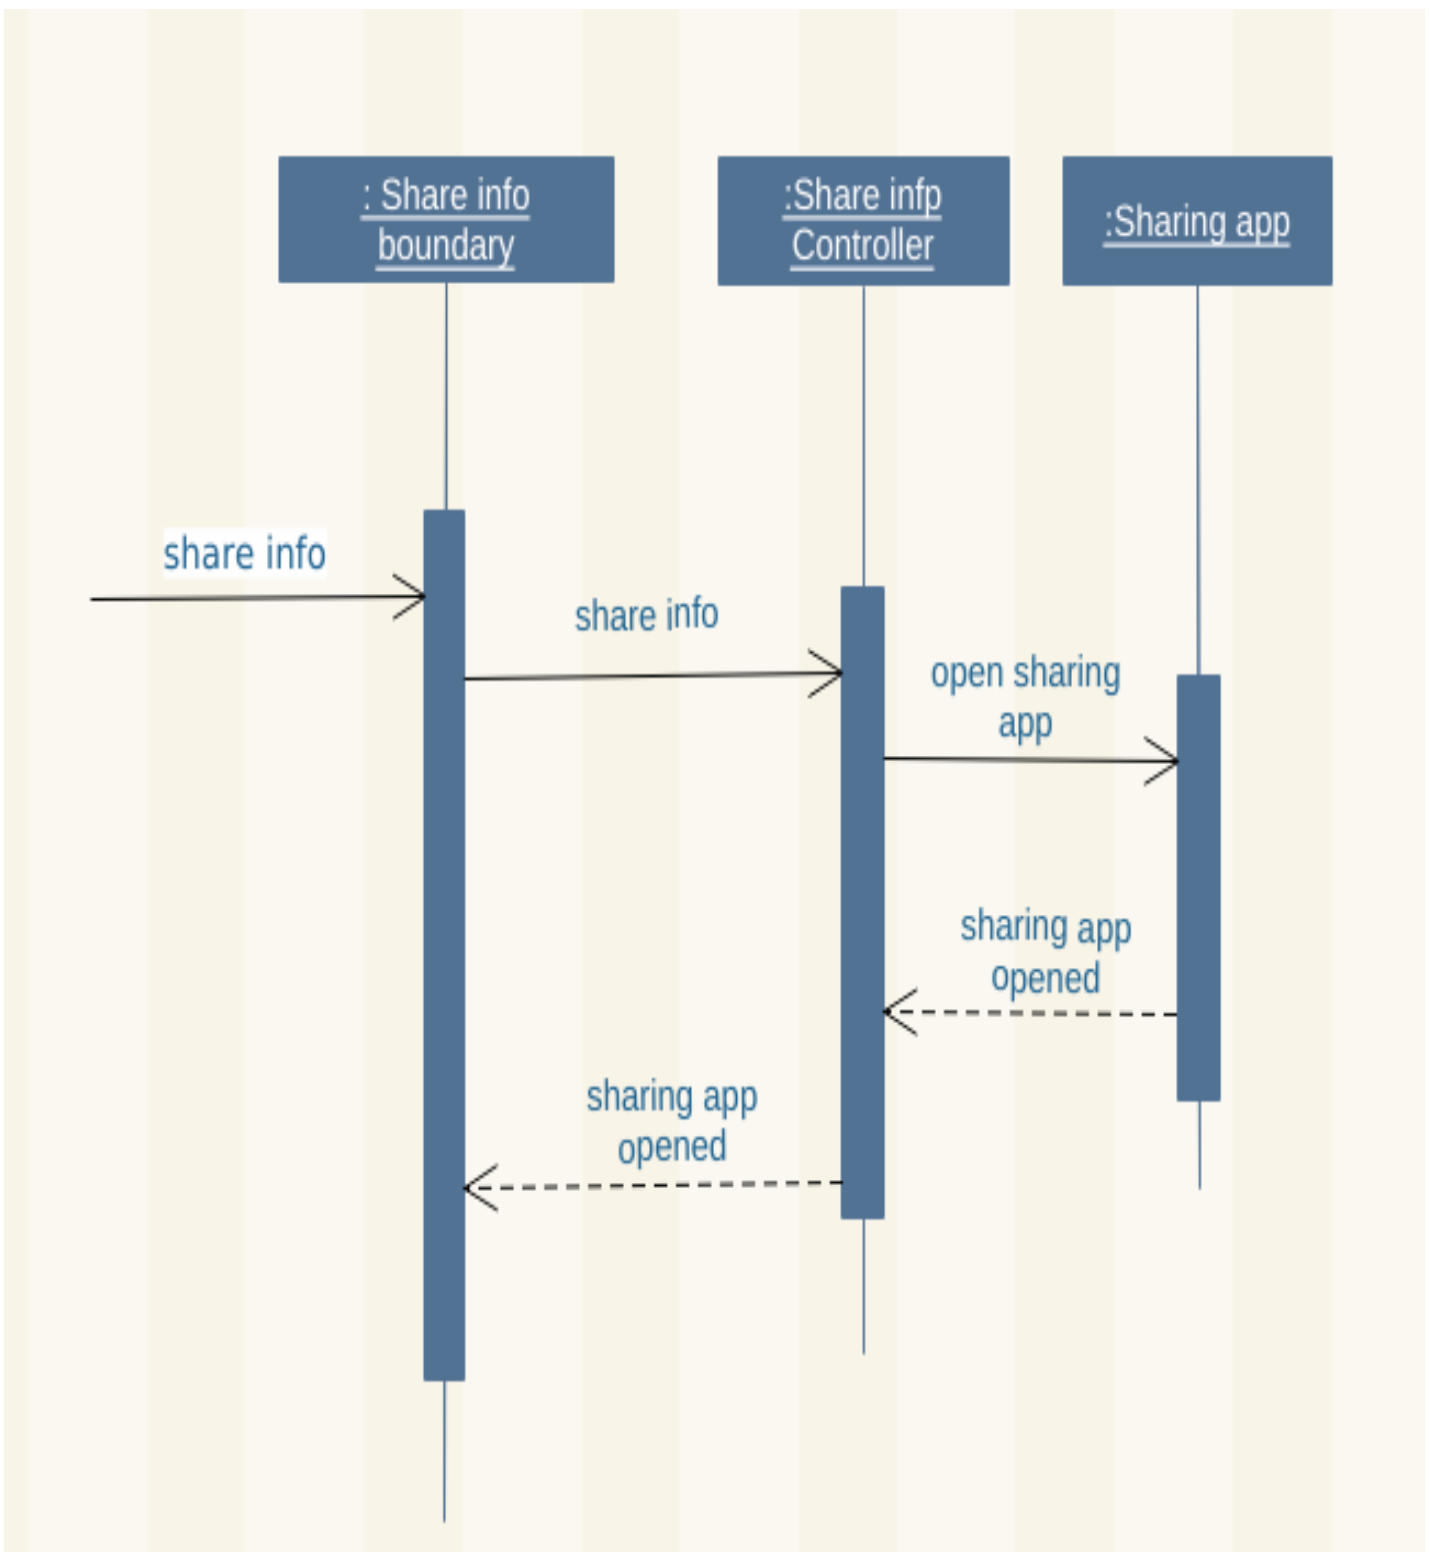 : Share info
boundary
:Share infp
Controller
:Sharing app
share info
share info
open sharing
app
sharing app
opened
sharing app
opened